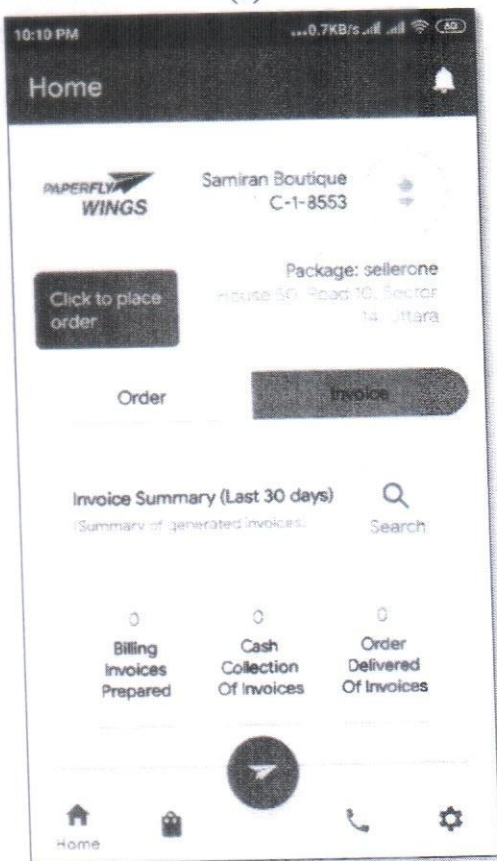 10:10 PM ...0.7KB/s 60
Home
PAPERFLY
WINGS
Samiran Boutique
C-1-8553
Click to place
order
Package: sellerone
House 50, Road 10, Sector
14, Uttara
Order Invoice
Invoice Summary (Last 30 days)
(Summary of generated invoices)
Search
0 0 0
Billing Cash Order
Invoices Collection Delivered
Prepared Of Invoices Of Invoices
Home